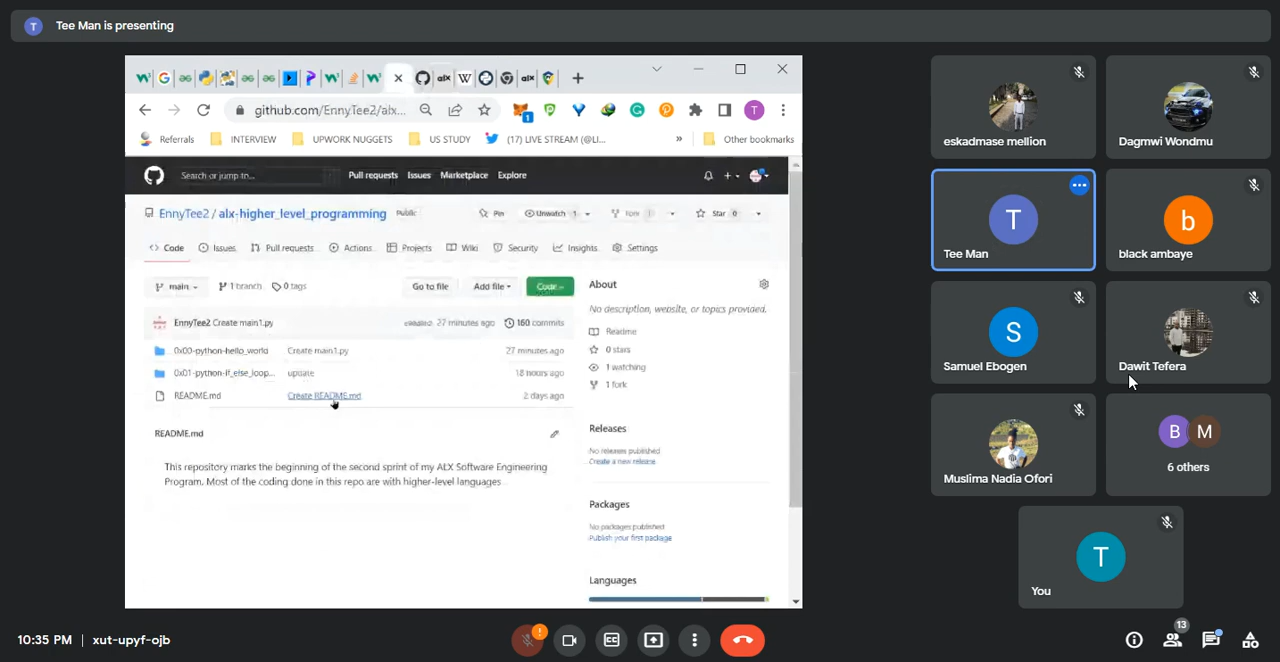 T Tee Man is presenting
github.com/EnnyTee2/alx...
1
T
Referrals INTERVIEW UPWORK NUGGETS US STUDY (17) LIVE STREAM (@LI... » Other bookmarks
Search or jump to... Pull requests Issues Marketplace Explore
EnnyTee2 / alx-higher_level_programming Public Pin Unwatch 1 Fork 1 Star 0
Code Issues Pull requests Actions Projects Wiki Security Insights Settings
main 1 branch 0 tags Go to file Add file Code
EnnyTee2 Create main1.py 27 minutes ago 160 commits
0x00-python-hello_world Create main1.py 27 minutes ago
0x01-python-if_else_loop... update 18 hours ago
README.md Create README.md 2 days ago
README.md
This repository marks the beginning of the second sprint of my ALX Software Engineering
Program. Most of the coding done in this repo are with higher-level languages.
About
No description, website, or topics provided.
Readme
0 stars
1 watching
1 fork
Releases
No releases published
Create a new release
Packages
No packages published
Publish your first package
Languages
eskadmase mellion
Dagmwi Wondmu
T
Tee Man
b
black ambaye
S
Samuel Ebogen
Dawit Tefera
Muslima Nadia Ofori
B M
6 others
T
You
10:35 PM | xut-upyf-ojb
13